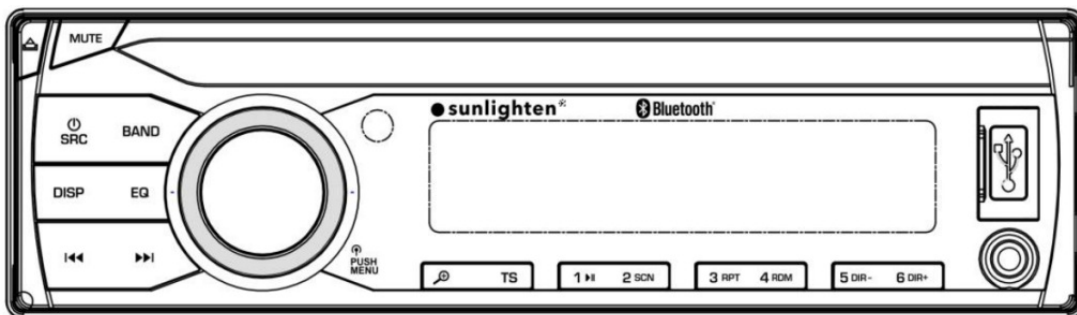 MUTE
sunlighten
Bluetooth
SRC BAND
DISP EQ
PUSH
MENU
TS 1 2 SCN 3 RPT 4 RDM 5 DIR- 6 DIR+